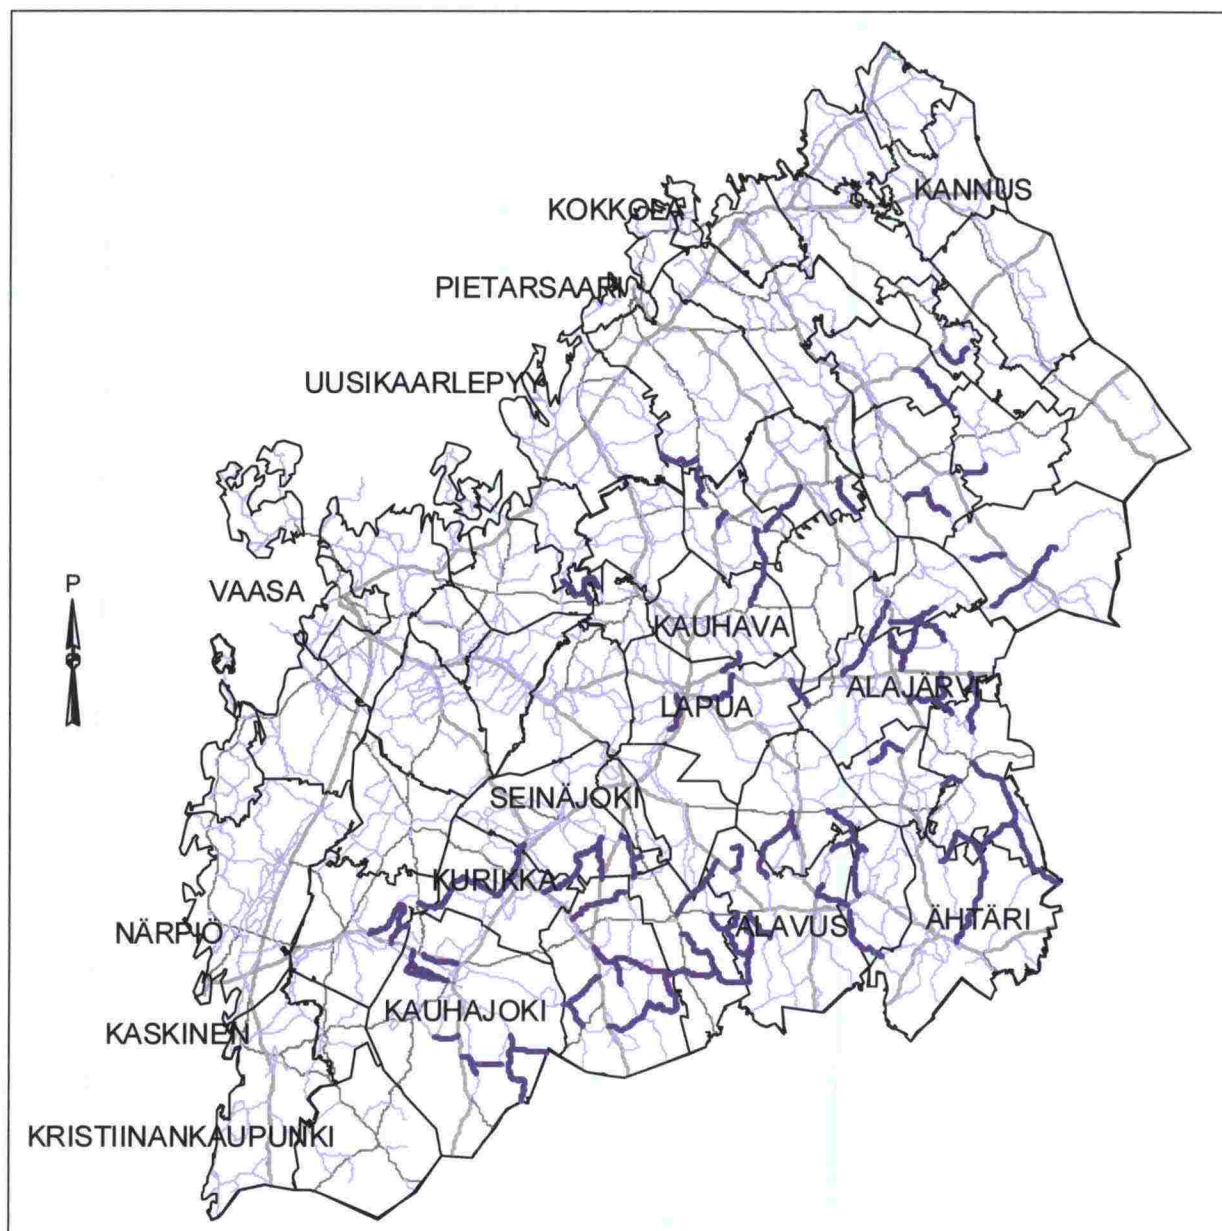 KANNUS
KOKKOLA
PIETARSAARI
UUSIKAARLEPYY
P
VAASA
KAUHAVA
ALAJÄRVI
LAPUA
SEINÄJOKI
KURIKKA
NÄRPIÖ
ALAVUS
ÄHTÄRI
KAUHAJOKI
KASKINEN
KRISTIINANKAUPUNKI